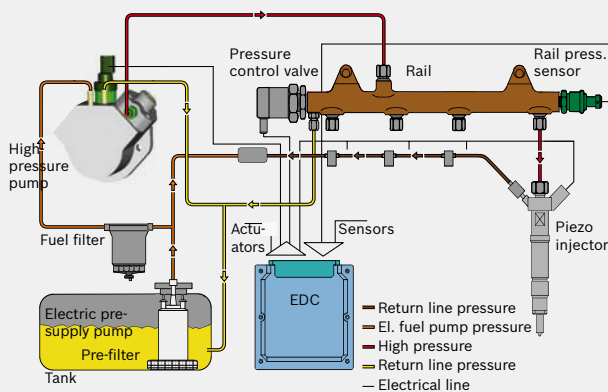 Pressure
control valve
Rail
Rail press.
sensor
High
pressure
pump
Fuel filter
Actu-
ators
Sensors
Piezo
injector
EDC
Electric pre-
supply pump
Pre-filter
Tank
Return line pressure
El. fuel pump pressure
High pressure
Return line pressure
Electrical line